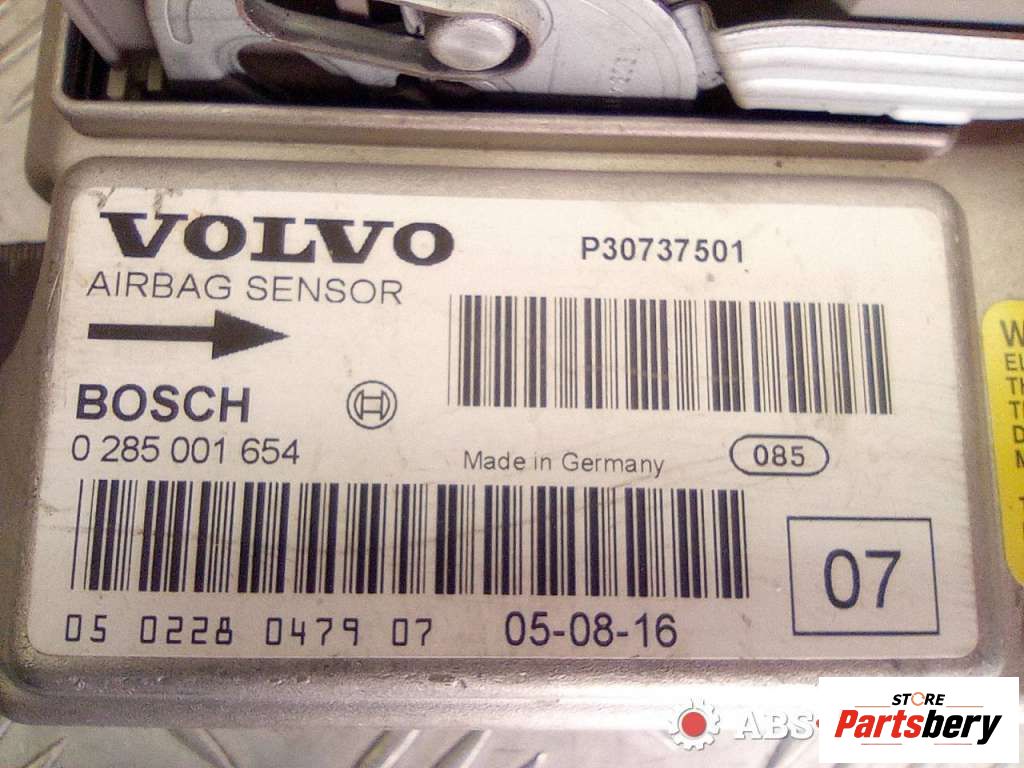 VOLVO
P30737501
AIRBAG SENSOR
BOSCH
0 285 001 654
Made in Germany
085
07
05 0228 0479 07
05-08-16
ABS
STORE
Partsbery